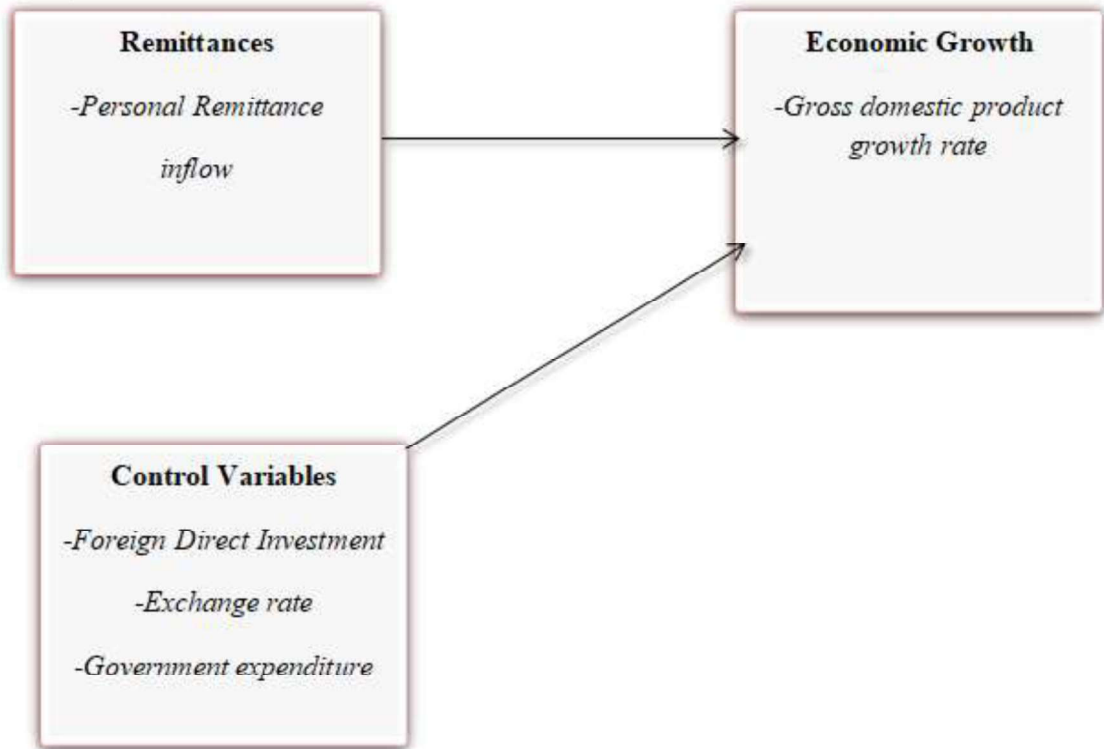 Remittances
-Personal Remittance
inflow
Economic Growth
-Gross domestic product
growth rate
Control Variables
-Foreign Direct Investment
-Exchange rate
-Government expenditure